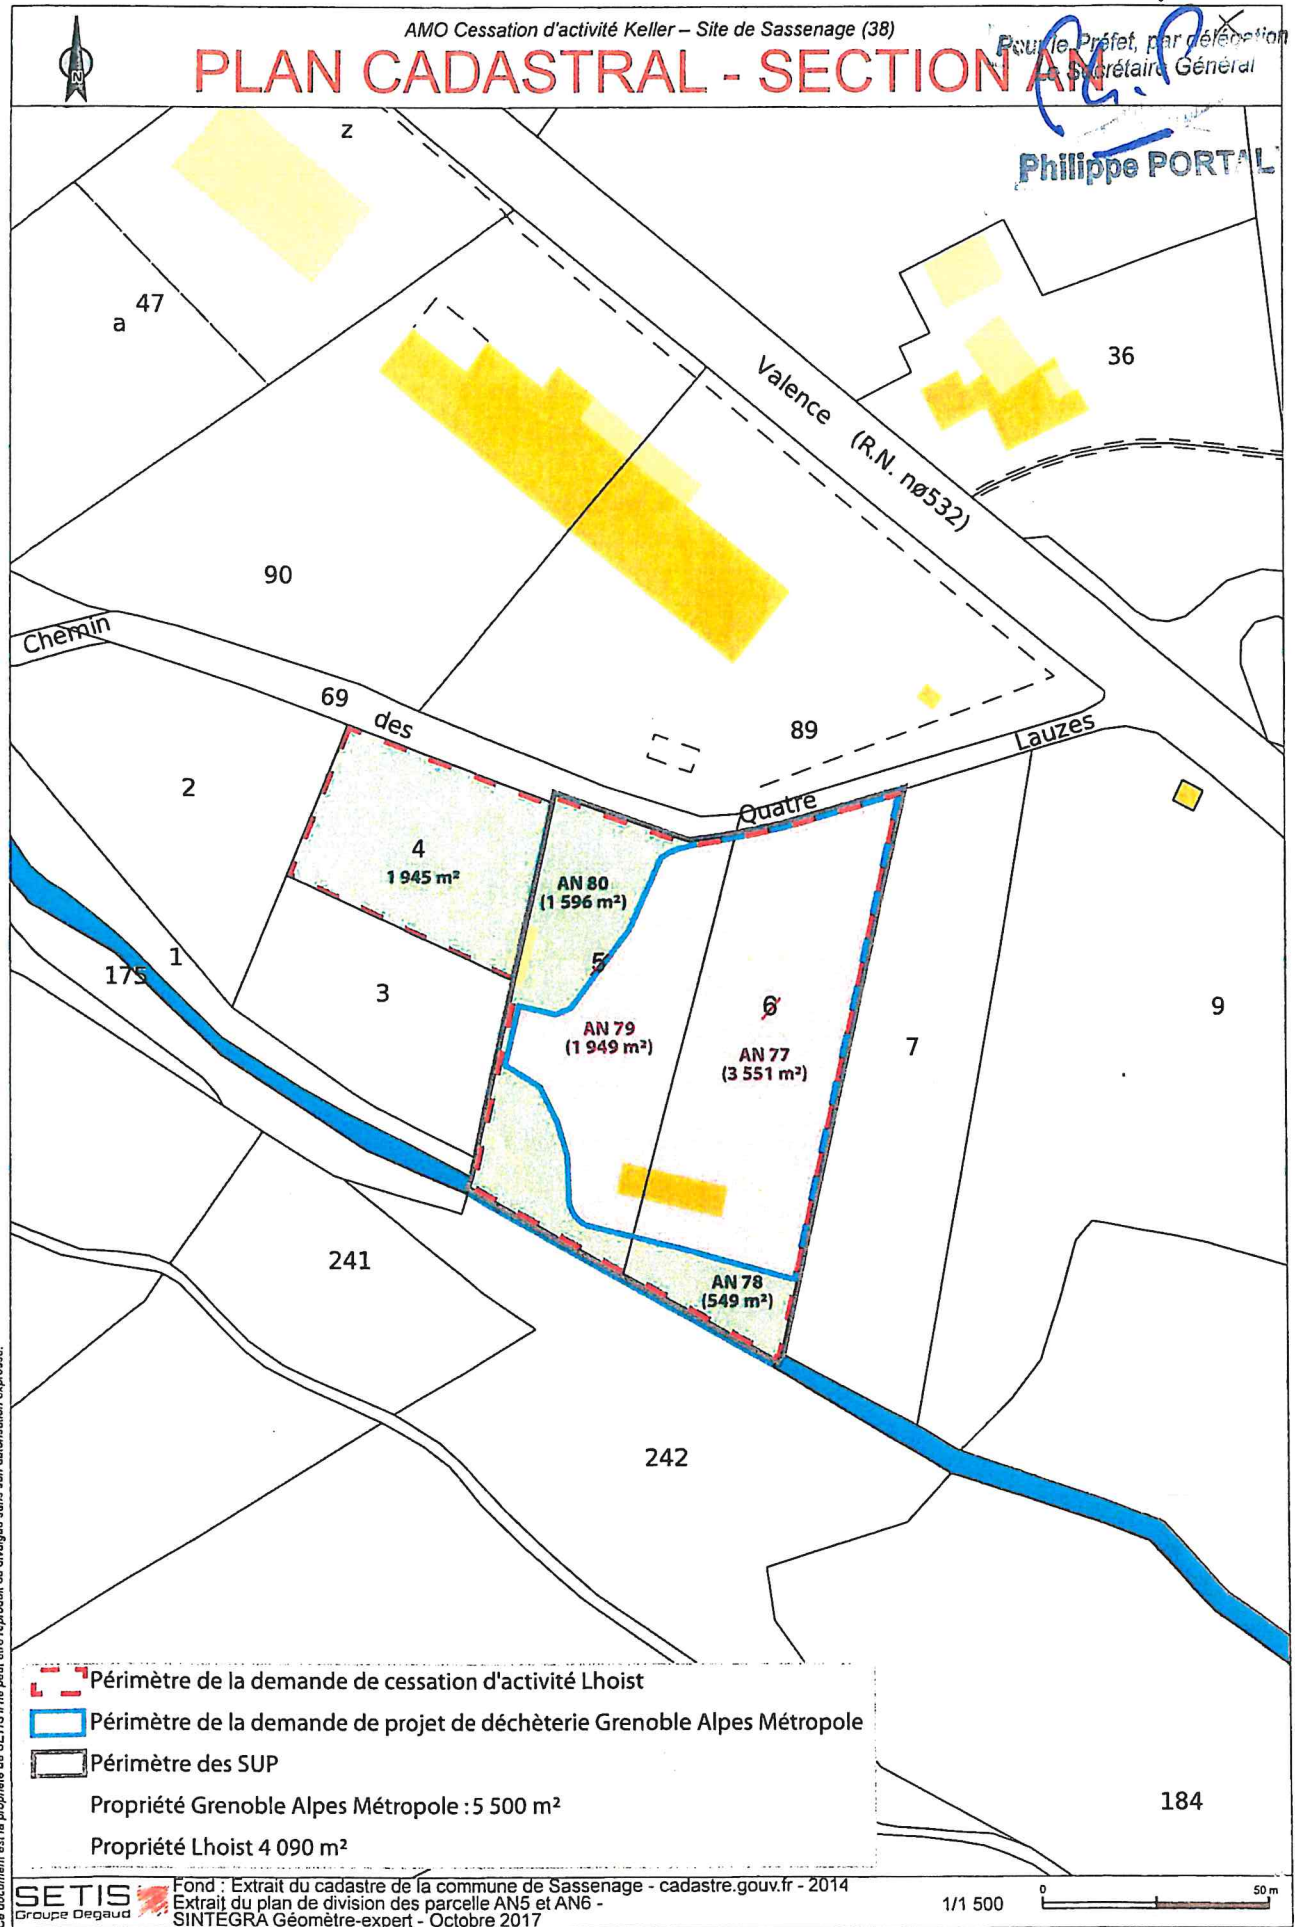 AMO Cessation d'activité Keller – Site de Sassenage (38)
PLAN CADASTRAL - SECTION AN
Pour le Préfet, par délégation
Le Secrétaire Général
Philippe PORTAL
N
z
47
a
36
Valence (R.N. nø532)
90
Chemin
69
des
89
Lauzes
Quatre
2
4
1 945 m²
AN 80
(1 596 m²)
5
1
175
3
6
9
AN 79
(1 949 m²)
AN 77
(3 551 m²)
7
241
AN 78
(549 m²)
242
184
Périmètre de la demande de cessation d'activité Lhoist
Périmètre de la demande de projet de déchèterie Grenoble Alpes Métropole
Périmètre des SUP
Propriété Grenoble Alpes Métropole : 5 500 m²
Propriété Lhoist 4 090 m²
SETIS
Groupe Degaud
Fond : Extrait du cadastre de la commune de Sassenage - cadastre.gouv.fr - 2014
Extrait du plan de division des parcelle AN5 et AN6 -
SINTEGRA Géomètre-expert - Octobre 2017
1/1 500
0
50 m